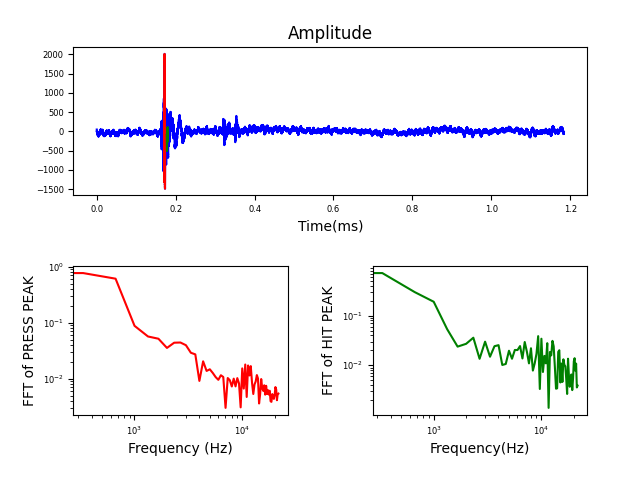 Amplitude
2000
1500
1000
500
0
−500
−1000
−1500
0.0 0.2 0.4 0.6 0.8 1.0 1.2
Time(ms)
FFT of PRESS PEAK
10⁰
10⁻¹
10⁻²
10³ 10⁴
Frequency (Hz)
FFT of HIT PEAK
10⁻¹
10⁻²
10³ 10⁴
Frequency(Hz)